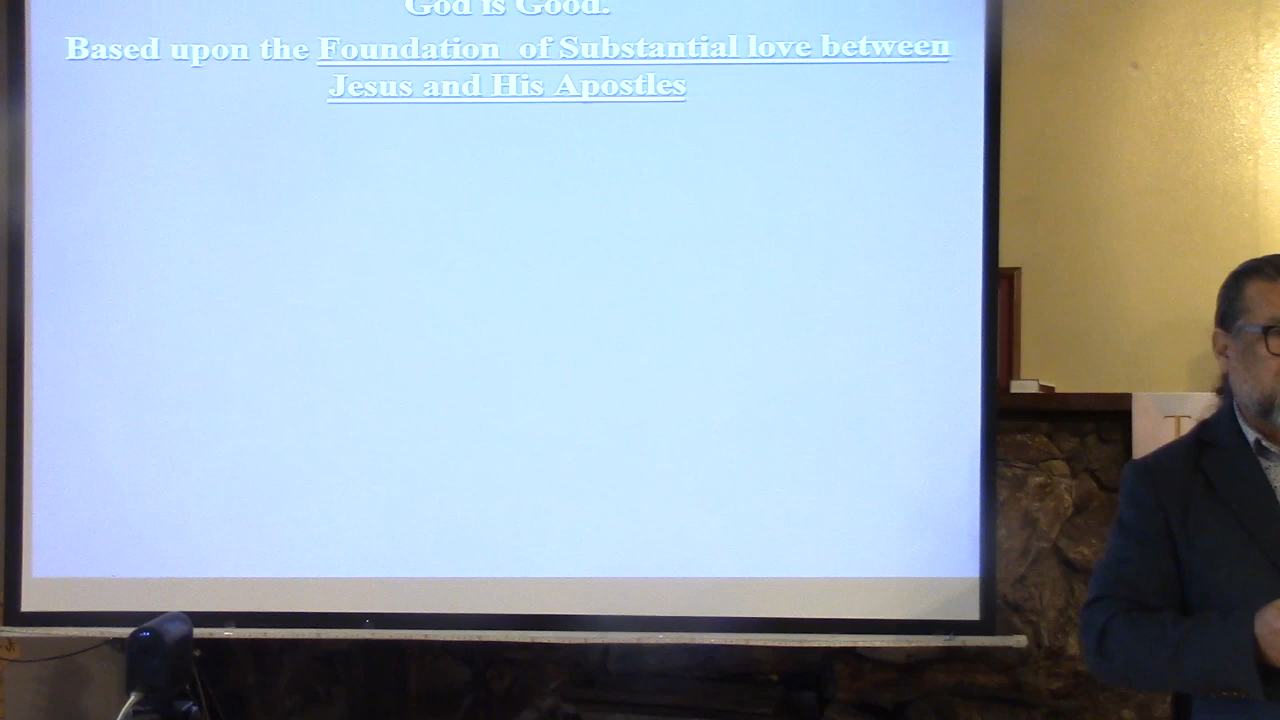 God is Good.
Based upon the Foundation  of Substantial love between
Jesus and His Apostles
T